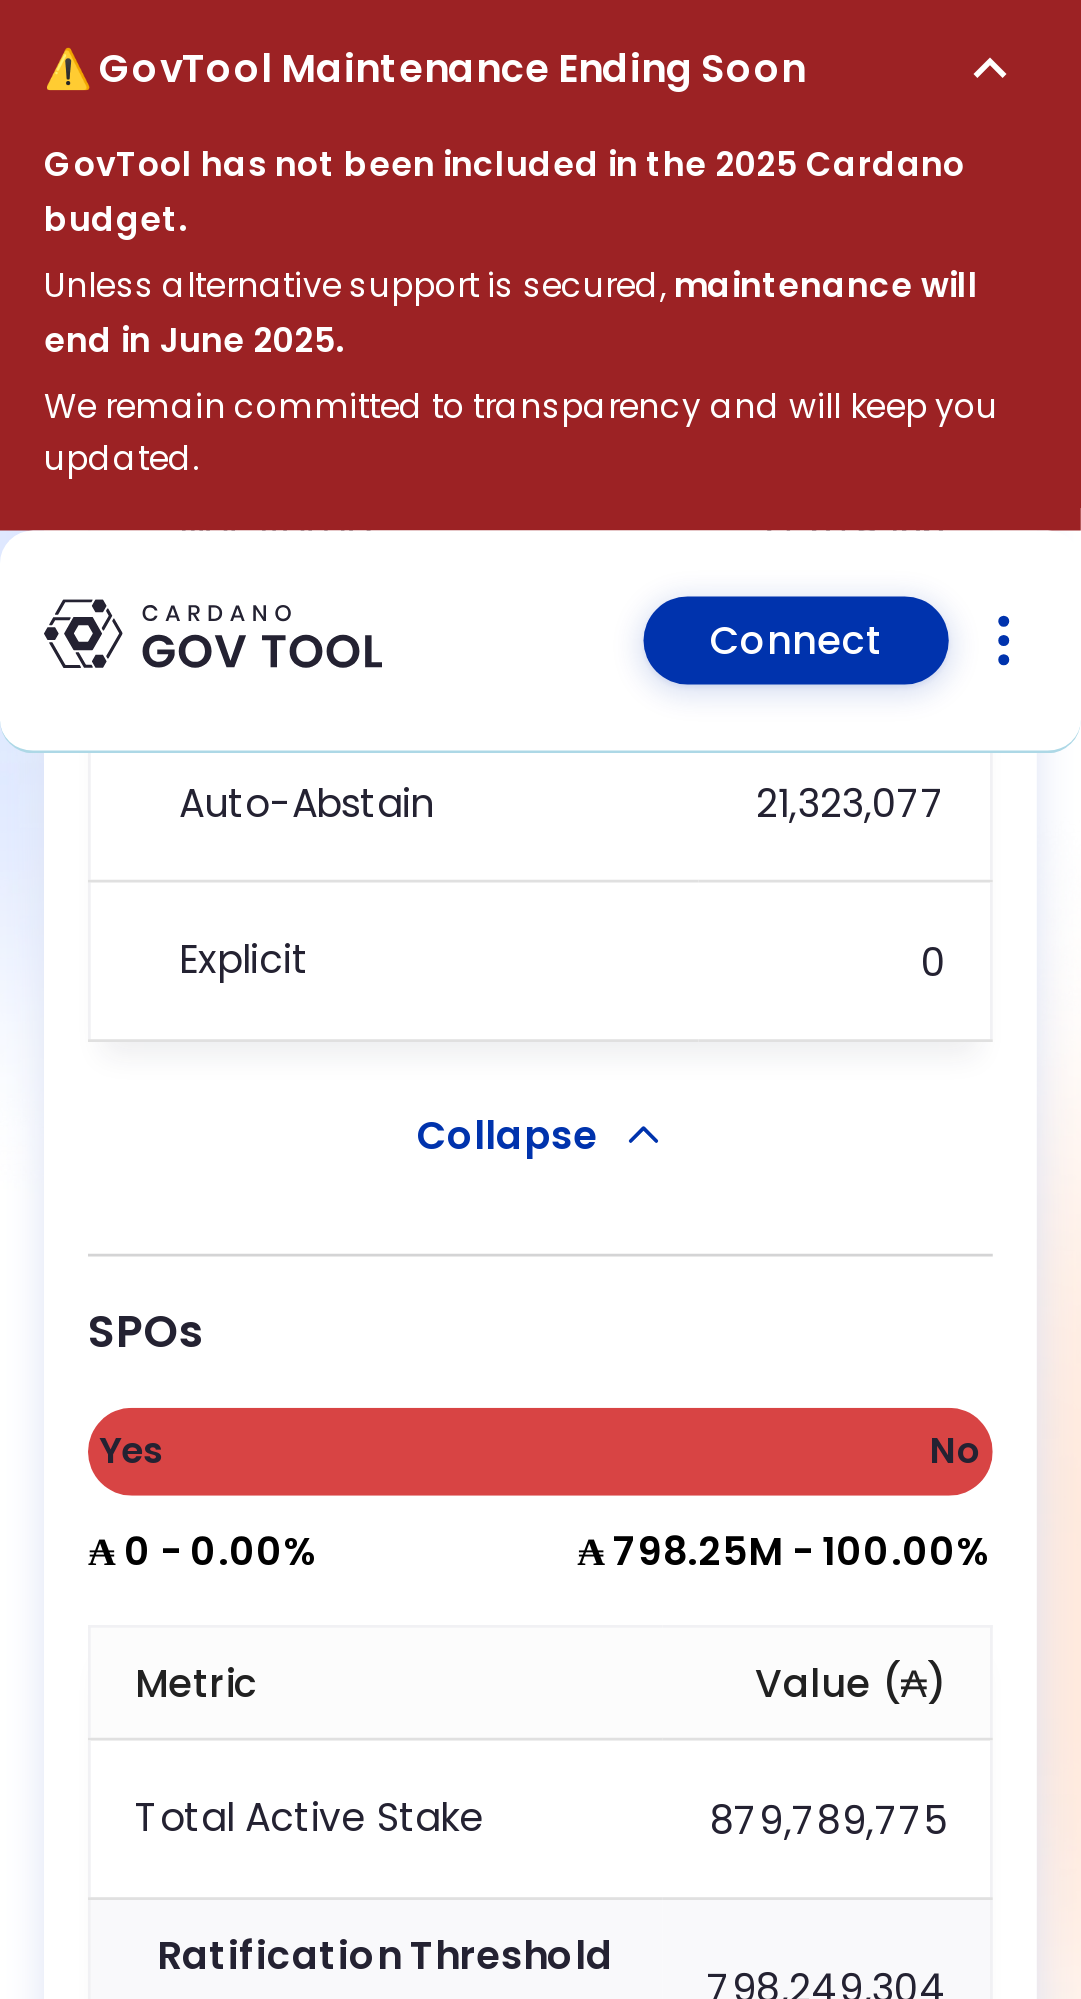 ⚠️ GovTool Maintenance Ending Soon
GovTool has not been included in the 2025 Cardano
budget.
Unless alternative support is secured, maintenance will
end in June 2025.
We remain committed to transparency and will keep you
updated.
CARDANO
GOV TOOL
Connect
Auto-Abstain 21,323,077
Explicit 0
Collapse
SPOs
Yes No
₳ 0 - 0.00% ₳ 798.25M - 100.00%
Metric Value (₳)
Total Active Stake 879,789,775
Ratification Threshold
798,249,304